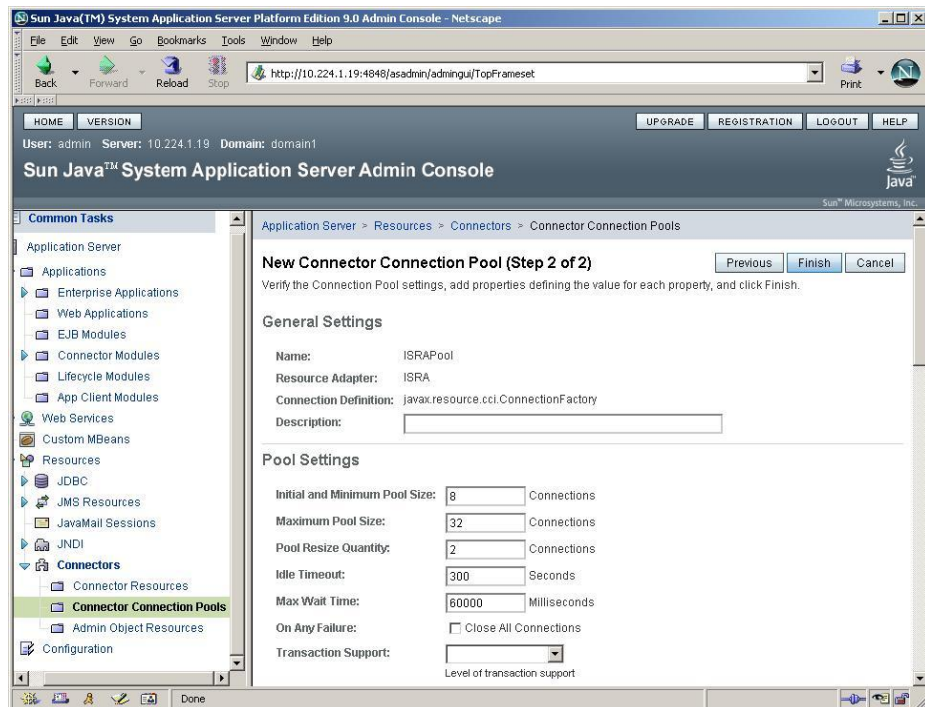 Sun Java(TM) System Application Server Platform Edition 9.0 Admin Console - Netscape
File Edit View Go Bookmarks Tools Window Help
Back Forward Reload Stop http://10.224.1.19:4848/asadmin/admingui/TopFrameset Print N
HOME VERSION UPGRADE REGISTRATION LOGOUT HELP
User: admin Server: 10.224.1.19 Domain: domain1
Sun Java™ System Application Server Admin Console
Java
Sun™ Microsystems, Inc.
Common Tasks
Application Server
Applications
Enterprise Applications
Web Applications
EJB Modules
Connector Modules
Lifecycle Modules
App Client Modules
Web Services
Custom MBeans
Resources
JDBC
JMS Resources
JavaMail Sessions
JNDI
Connectors
Connector Resources
Connector Connection Pools
Admin Object Resources
Configuration
Application Server > Resources > Connectors > Connector Connection Pools
New Connector Connection Pool (Step 2 of 2) Previous Finish Cancel
Verify the Connection Pool settings, add properties defining the value for each property, and click Finish.
General Settings
Name: ISRAPool
Resource Adapter: ISRA
Connection Definition: javax.resource.cci.ConnectionFactory
Description:
Pool Settings
Initial and Minimum Pool Size: 8 Connections
Maximum Pool Size: 32 Connections
Pool Resize Quantity: 2 Connections
Idle Timeout: 300 Seconds
Max Wait Time: 60000 Milliseconds
On Any Failure: Close All Connections
Transaction Support:
Level of transaction support
Done